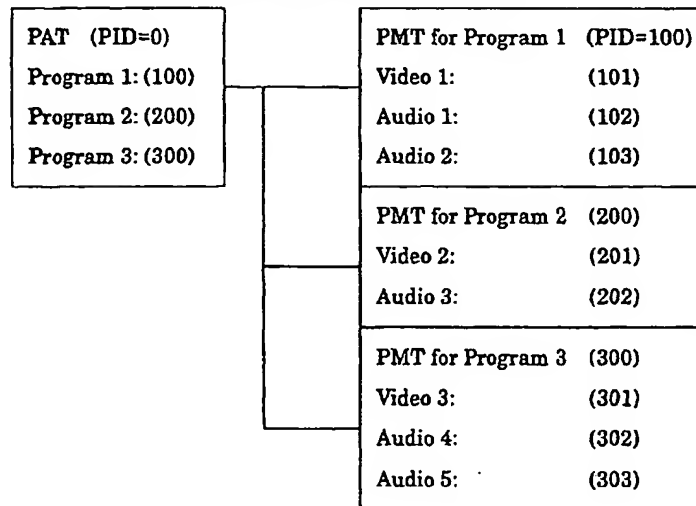 PAT (PID=0)
Program 1: (100)
Program 2: (200)
Program 3: (300)
PMT for Program 1 (PID=100)
Video 1: (101)
Audio 1: (102)
Audio 2: (103)
PMT for Program 2 (200)
Video 2: (201)
Audio 3: (202)
PMT for Program 3 (300)
Video 3: (301)
Audio 4: (302)
Audio 5: (303)